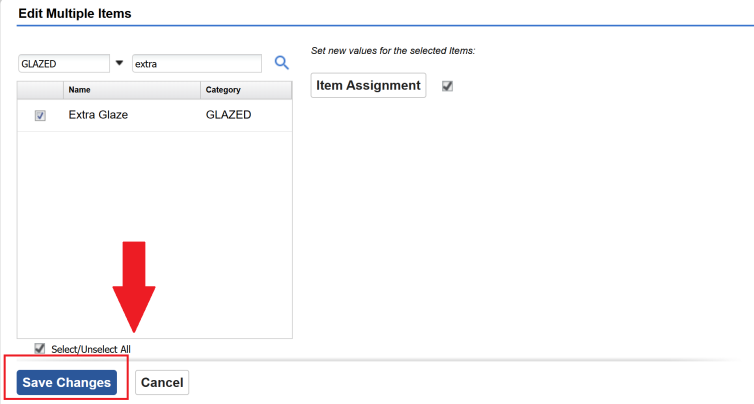 Edit Multiple Items
Set new values for the selected Items:
GLAZED extra
Item Assignment
Name Category
Extra Glaze GLAZED
Select/Unselect All
Save Changes Cancel